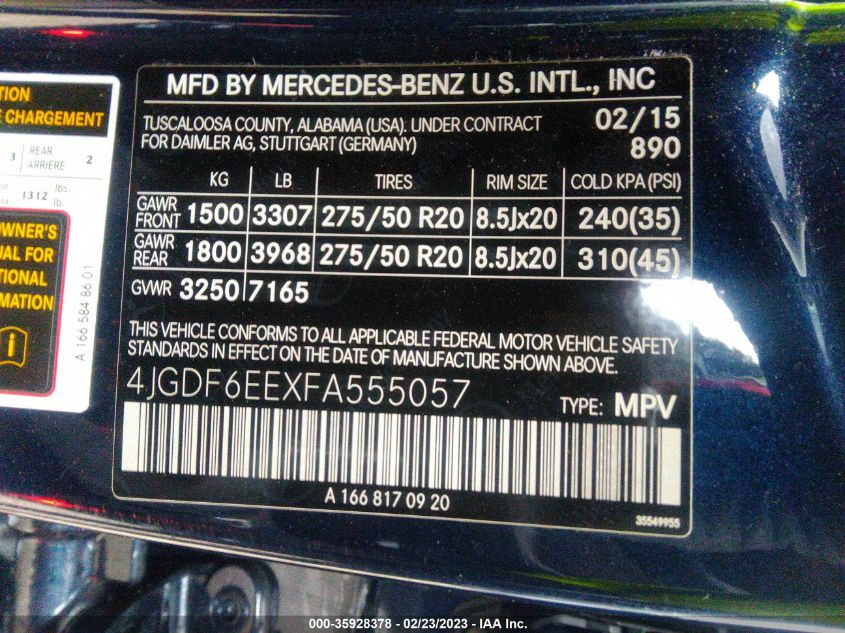 TION
E CHARGEMENT
3 REAR ARRIÈRE 2
1312 lbs. lb.
OWNER'S
UAL FOR
TIONAL
RMATION
A 166 584 86 01
MFD BY MERCEDES-BENZ U.S. INTL., INC
TUSCALOOSA COUNTY, ALABAMA (USA). UNDER CONTRACT 02/15
FOR DAIMLER AG, STUTTGART (GERMANY) 890
KG LB TIRES RIM SIZE COLD KPA (PSI)
GAWR FRONT 1500 3307 275/50 R20 8.5Jx20 240(35)
GAWR REAR 1800 3968 275/50 R20 8.5Jx20 310(45)
GVWR 3250 7165
THIS VEHICLE CONFORMS TO ALL APPLICABLE FEDERAL MOTOR VEHICLE SAFETY
STANDARDS IN EFFECT ON THE DATE OF MANUFACTURE SHOWN ABOVE.
4JGDF6EEXFA555057 TYPE: MPV
A 166 817 09 20
35549955
000-35928378 - 02/23/2023 - IAA Inc.